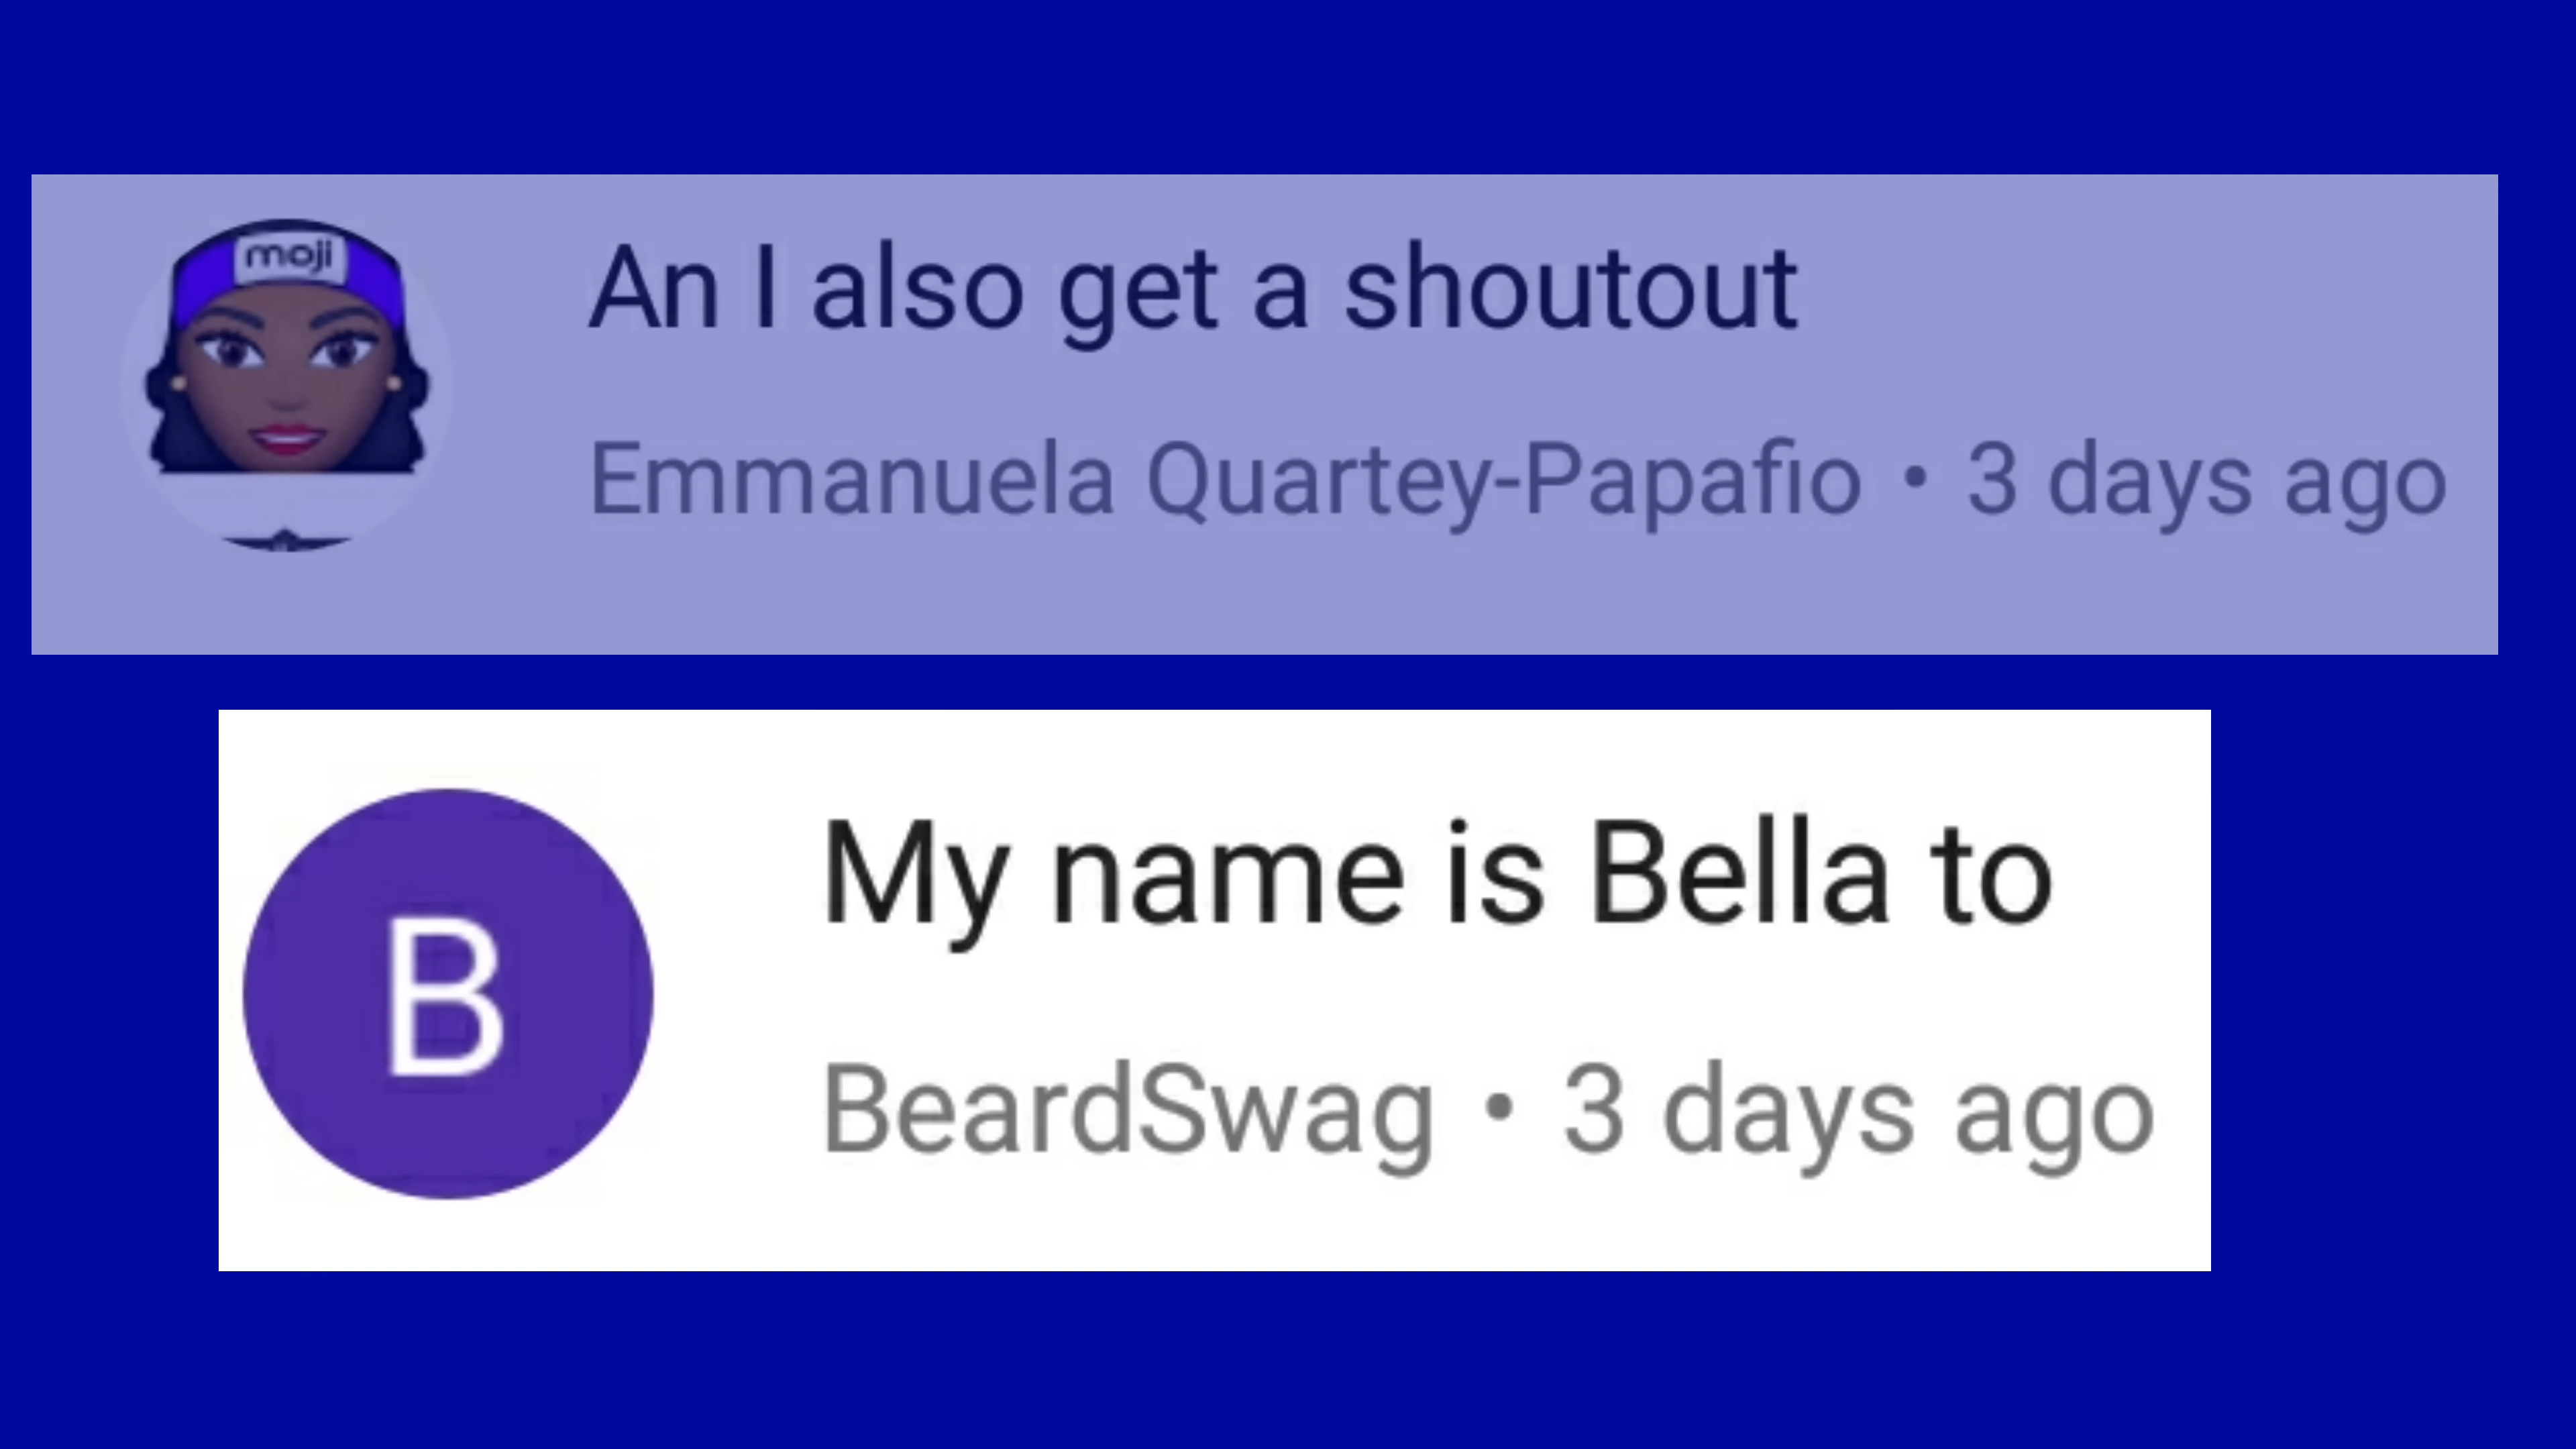 moji
An I also get a shoutout
Emmanuela Quartey-Papafio • 3 days ago
B
My name is Bella to
BeardSwag • 3 days ago